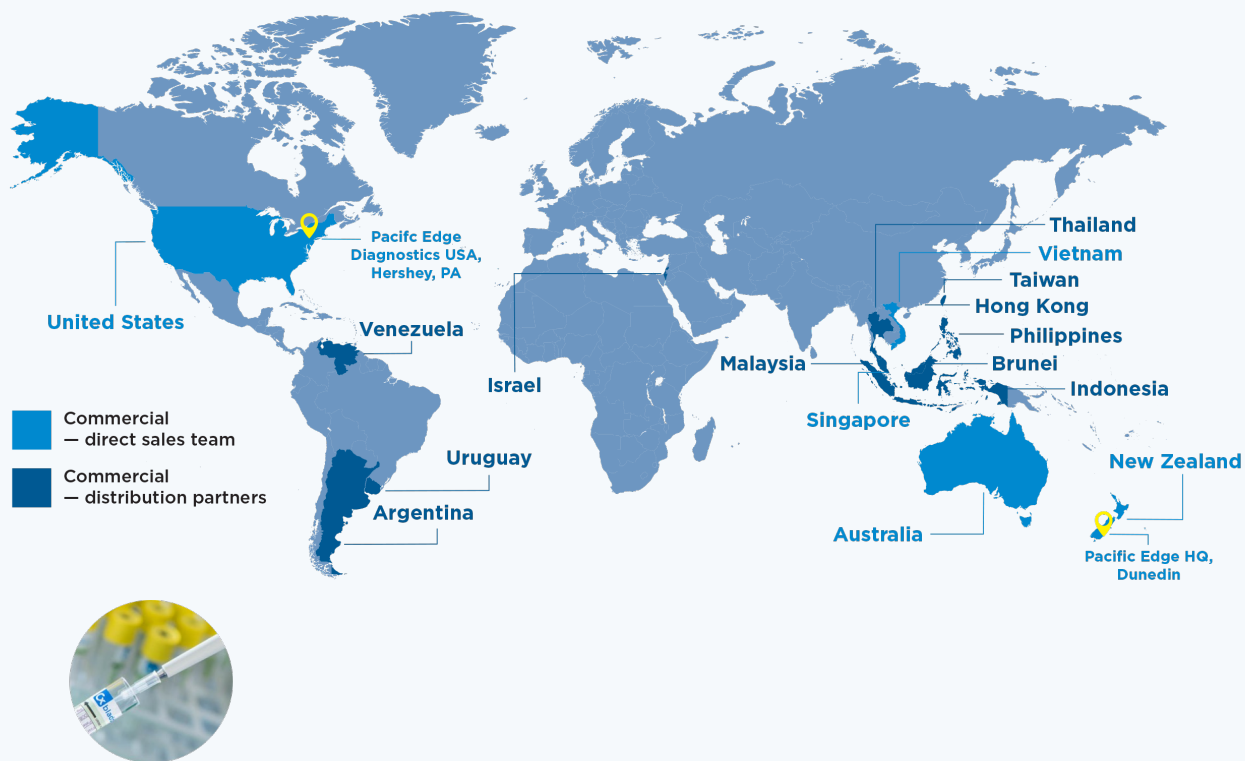 Thailand
Vietnam
Taiwan
Hong Kong
Philippines
Brunei
Indonesia
Malaysia
Singapore
Pacifc Edge
Diagnostics USA,
Hershey, PA
United States
Venezuela
Israel
Commercial
— direct sales team
Commercial
— distribution partners
Uruguay
Argentina
Australia
New Zealand
Pacific Edge HQ,
Dunedin